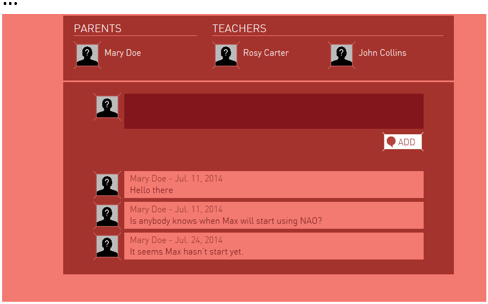 ...
PARENTS TEACHERS
Mary Doe Rosy Carter John Collins
ADD
Mary Doe - Jul. 11, 2014
Hello there
Mary Doe - Jul. 11, 2014
Is anybody knows when Max will start using NAO?
Mary Doe - Jul. 24, 2014
It seems Max hasn't start yet.